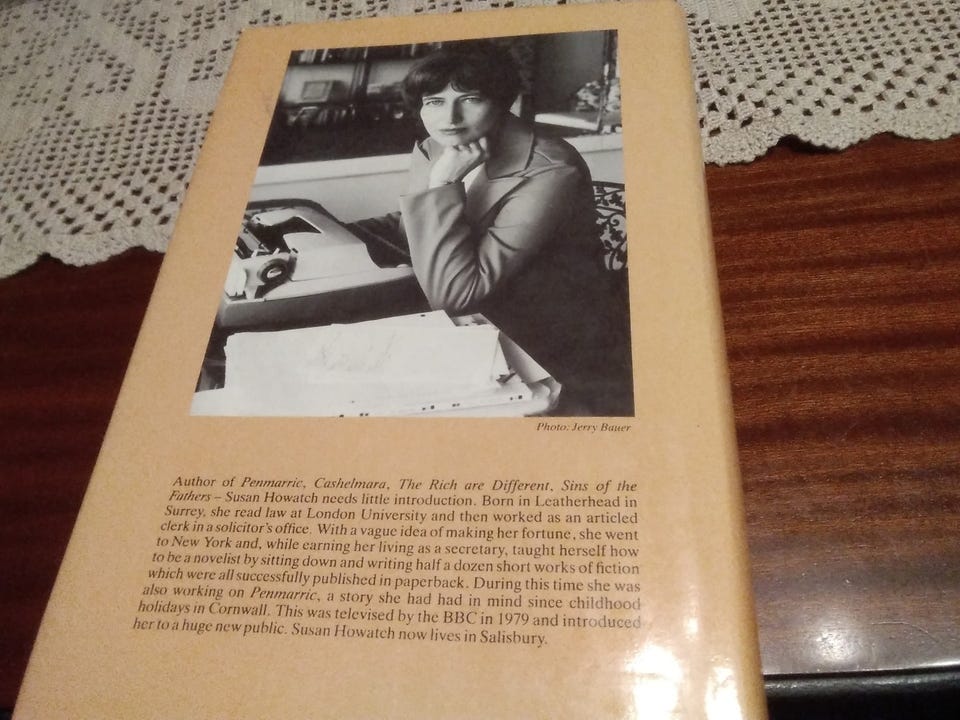 Photo: Jerry Bauer
Author of Penmarric, Cashelmara, The Rich are Different, Sins of the
Fathers – Susan Howatch needs little introduction. Born in Leatherhead in
Surrey, she read law at London University and then worked as an articled
clerk in a solicitor's office. With a vague idea of making her fortune, she went
to New York and, while earning her living as a secretary, taught herself how
to be a novelist by sitting down and writing half a dozen short works of fiction
which were all successfully published in paperback. During this time she was
also working on Penmarric, a story she had had in mind since childhood
holidays in Cornwall. This was televised by the BBC in 1979 and introduced
her to a huge new public. Susan Howatch now lives in Salisbury.